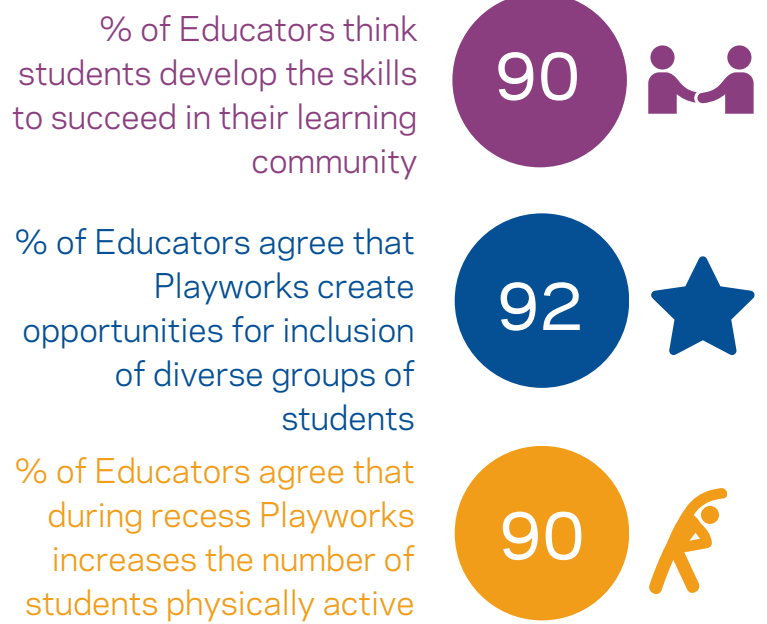 % of Educators think
students develop the skills
to succeed in their learning
community
90
% of Educators agree that
Playworks create
opportunities for inclusion
of diverse groups of
students
92
% of Educators agree that
during recess Playworks
increases the number of
students physically active
90